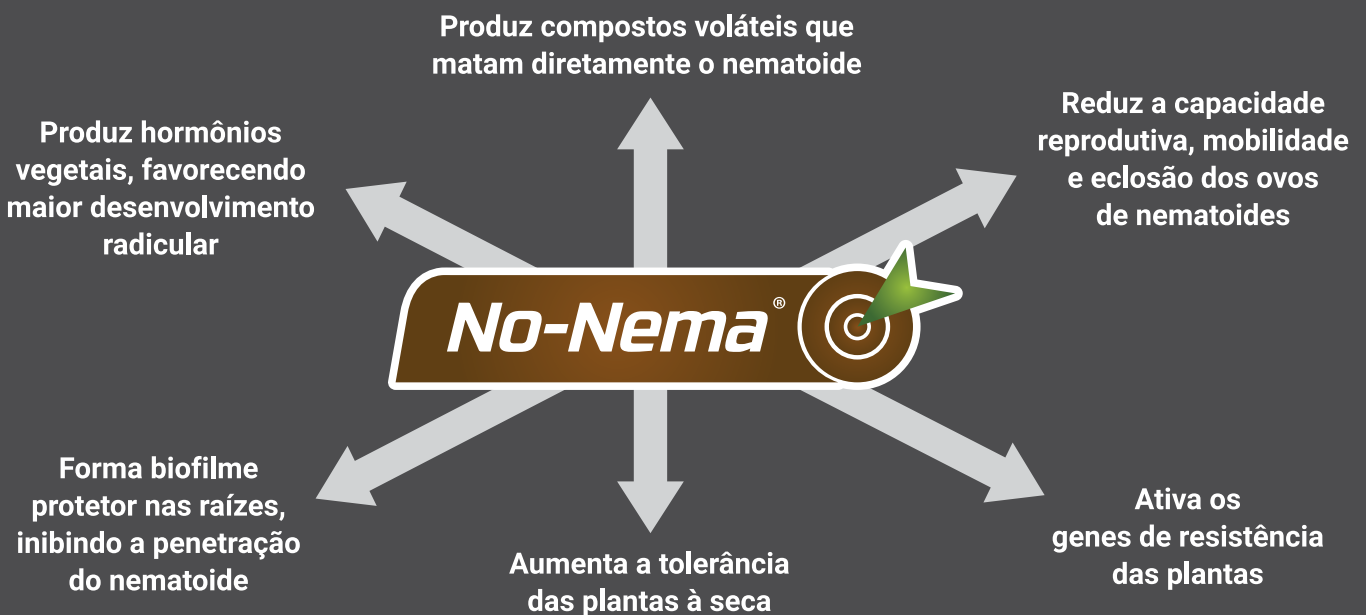 Produz compostos voláteis que
matam diretamente o nematoide
Reduz a capacidade
reprodutiva, mobilidade
e eclosão dos ovos
de nematoides
Produz hormônios
vegetais, favorecendo
maior desenvolvimento
radicular
No-Nema®
Forma biofilme
protetor nas raízes,
inibindo a penetração
do nematoide
Aumenta a tolerância
das plantas à seca
Ativa os
genes de resistência
das plantas